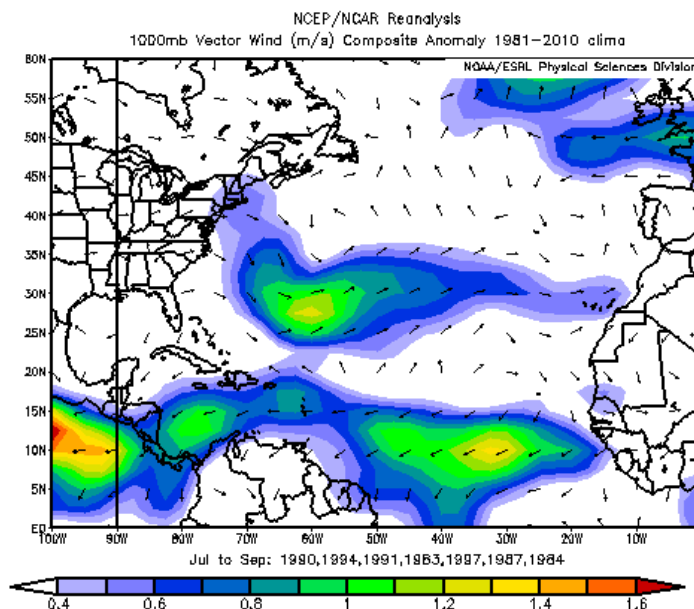 NCEP/NCAR Reanalysis
1000mb Vector Wind (m/s) Composite Anomaly 1981-2010 clima
NOAA/ESRL Physical Sciences Division
80N
55N
50N
45N
40N
35N
30N
25N
20N
15N
10N
5N
EQ
100W 90W 80W 70W 60W 50W 40W 30W 20W 10W
Jul to Sep: 1990,1994,1991,1983,1997,1987,1984
0.4 0.6 0.8 1 1.2 1.4 1.6